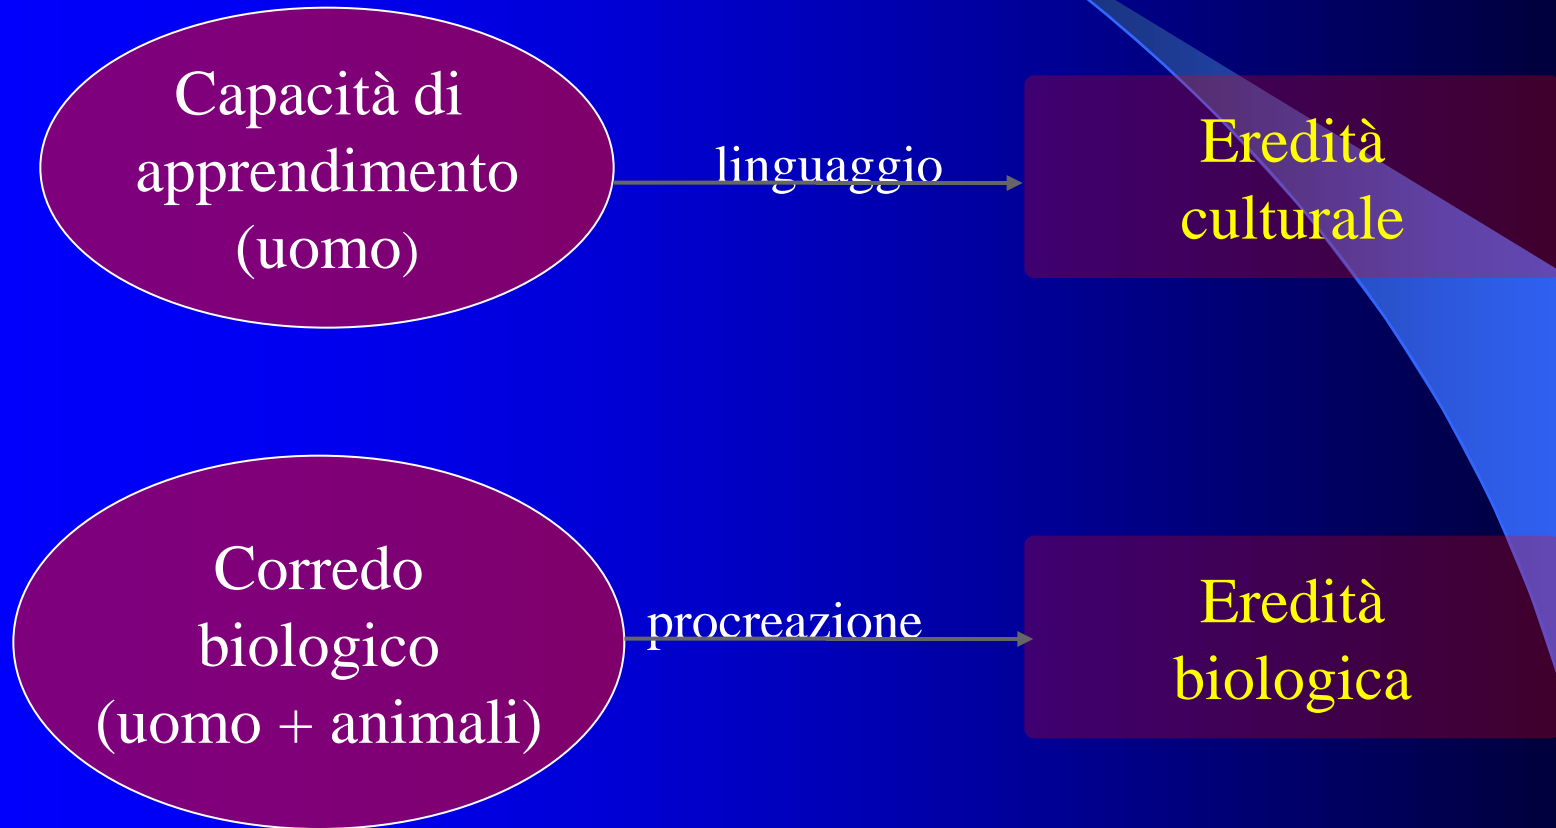 Capacità di
apprendimento
(uomo)
linguaggio
Eredità
culturale
Corredo
biologico
(uomo + animali)
procreazione
Eredità
biologica